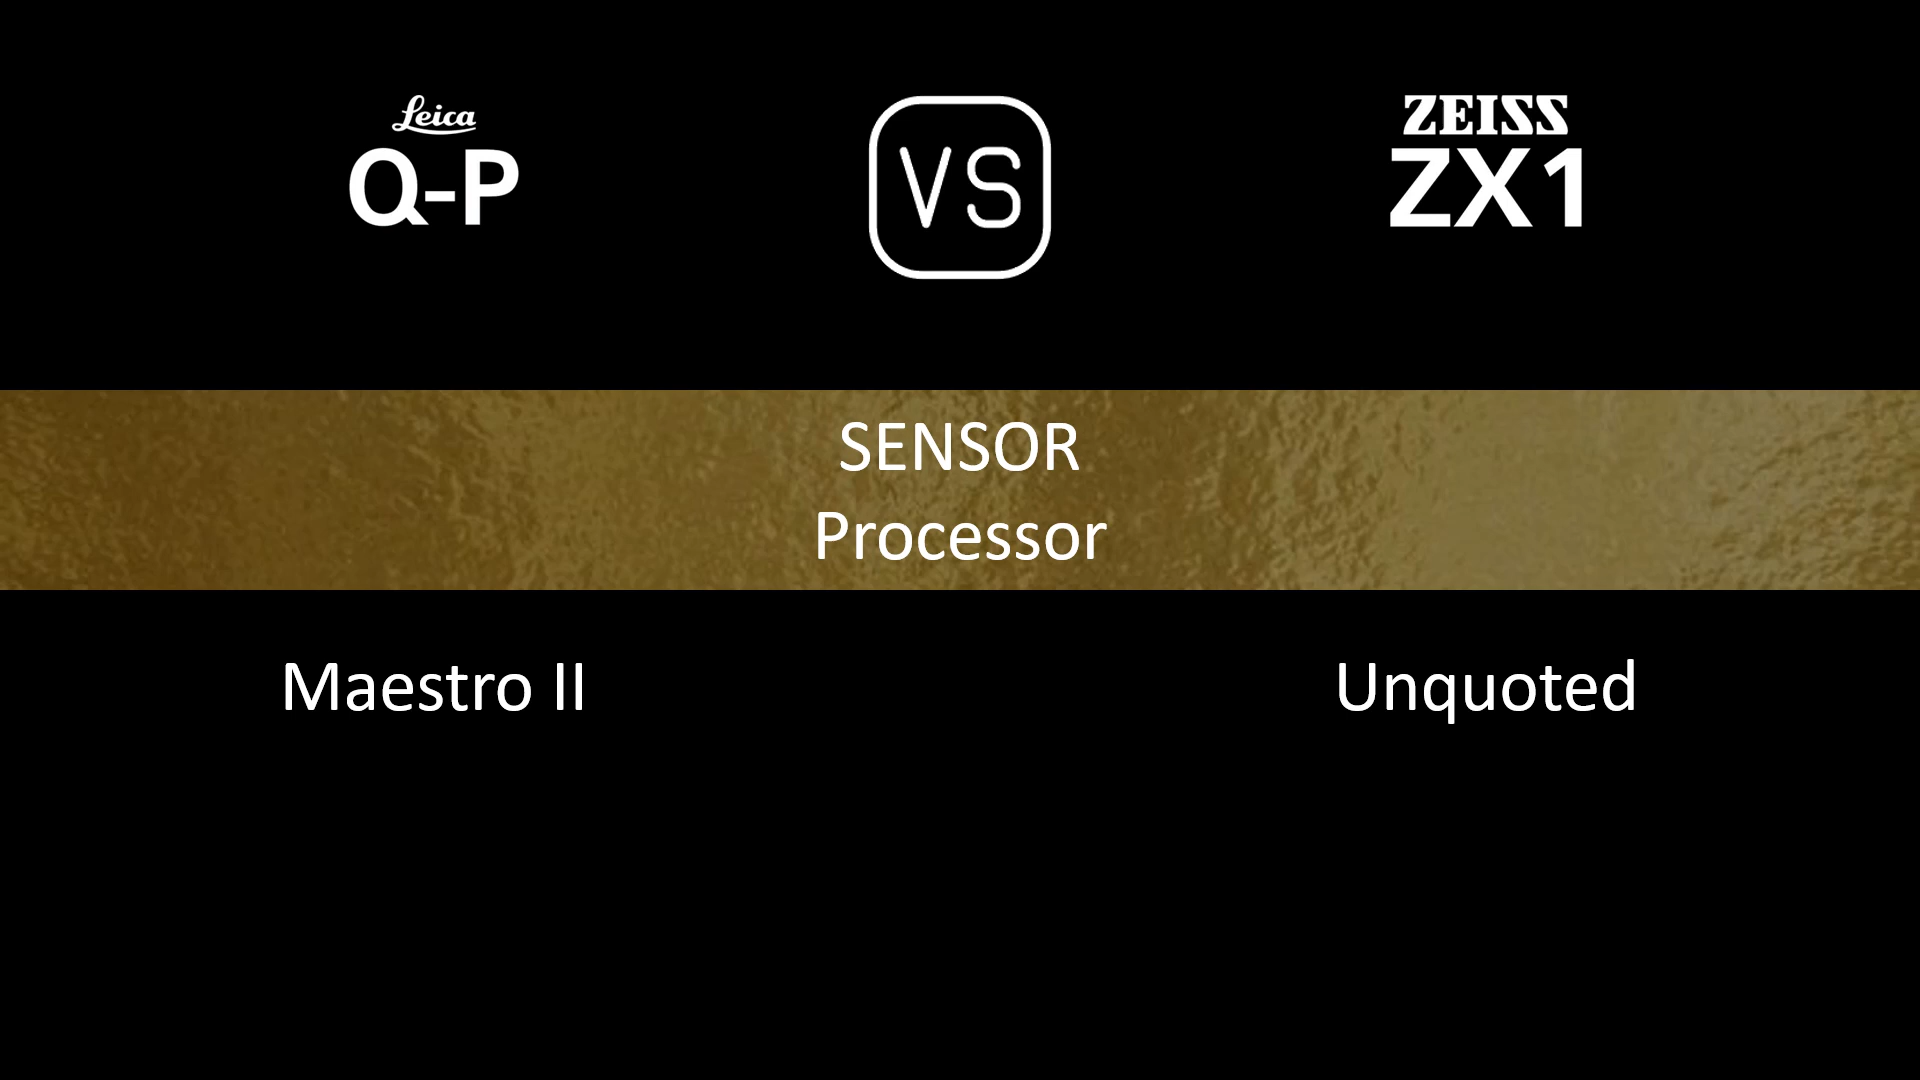 Leica
Q-P
VS
ZEISS
ZX1
SENSOR
Processor
Maestro II
Unquoted